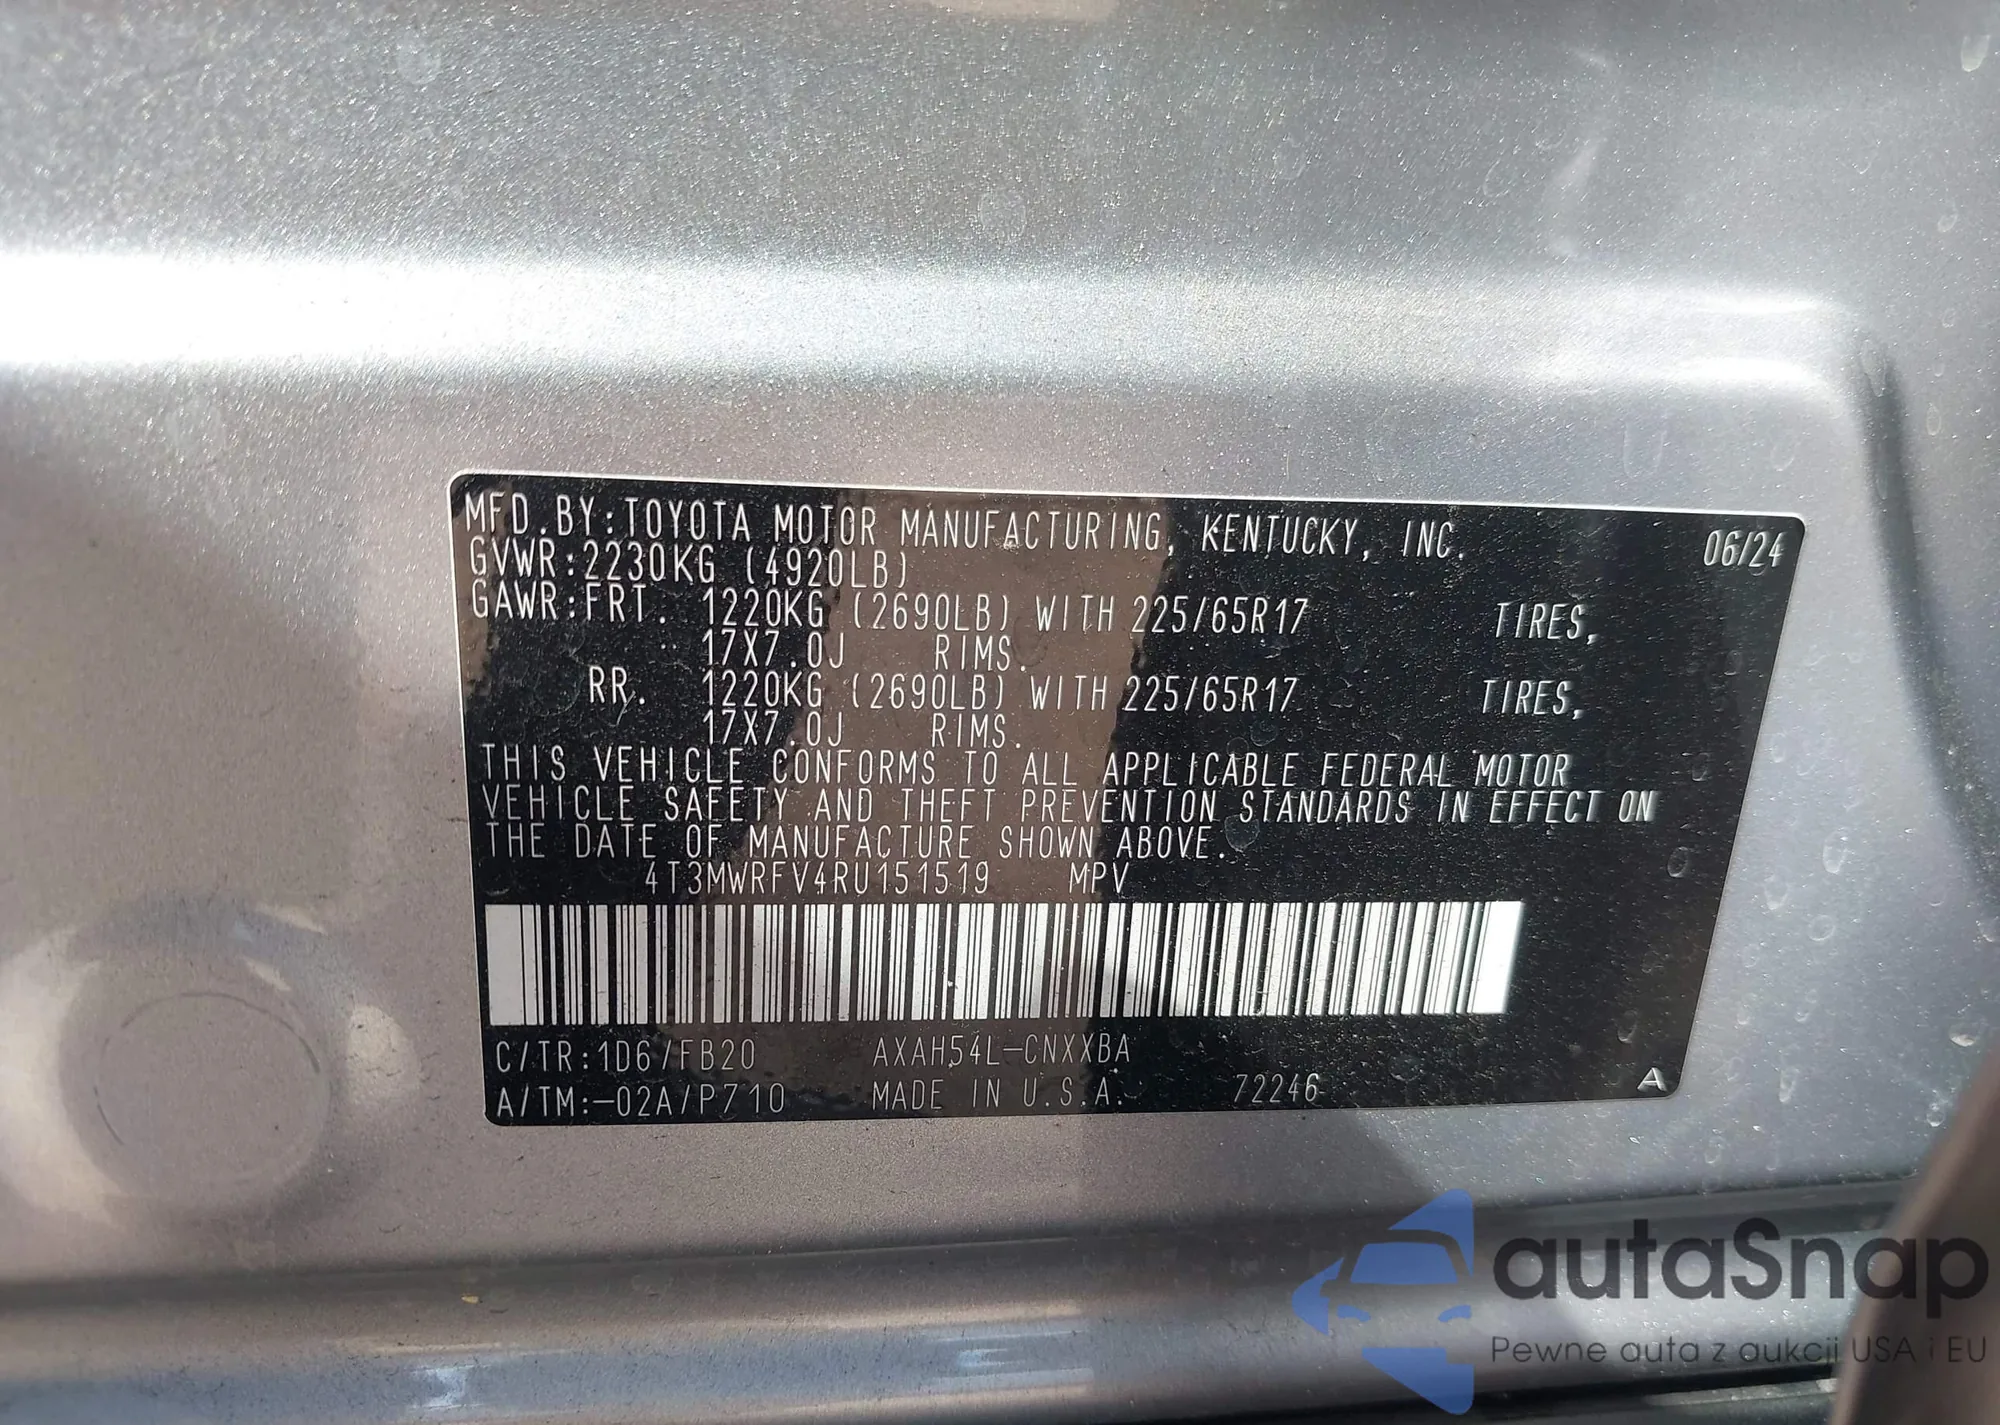 MFD.BY:TOYOTA MOTOR MANUFACTURING, KENTUCKY, INC. 06/24
GVWR:2230KG (4920LB)
GAWR:FRT. 1220KG (2690LB) WITH 225/65R17 TIRES,
17X7.0J RIMS.
RR. 1220KG (2690LB) WITH 225/65R17 TIRES,
17X7.0J RIMS.
THIS VEHICLE CONFORMS TO ALL APPLICABLE FEDERAL MOTOR
VEHICLE SAFETY AND THEFT PREVENTION STANDARDS IN EFFECT ON
THE DATE OF MANUFACTURE SHOWN ABOVE.
4T3MWRFV4RU151519 MPV
C/TR:1D6/FB20 AXAH54L-CNXXBA
A/TM:-02A/P710 MADE IN U.S.A. 72246 A
autaSnap
Pewne auta z aukcji USA i EU